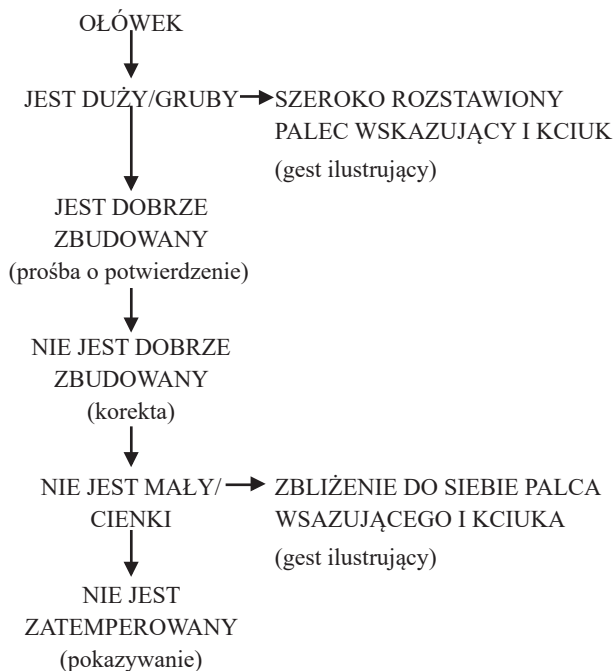 OŁÓWEK
JEST DUŻY/GRUBY
SZEROKO ROZSTAWIONY
PALEC WSKAZUJĄCY I KCIUK
(gest ilustrujący)
JEST DOBRZE
ZBUDOWANY
(prośba o potwierdzenie)
NIE JEST DOBRZE
ZBUDOWANY
(korekta)
NIE JEST MAŁY/
CIENKI
ZBLIŻENIE DO SIEBIE PALCA
WSAZUJĄCEGO I KCIUKA
(gest ilustrujący)
NIE JEST
ZATEMPEROWANY
(pokazywanie)